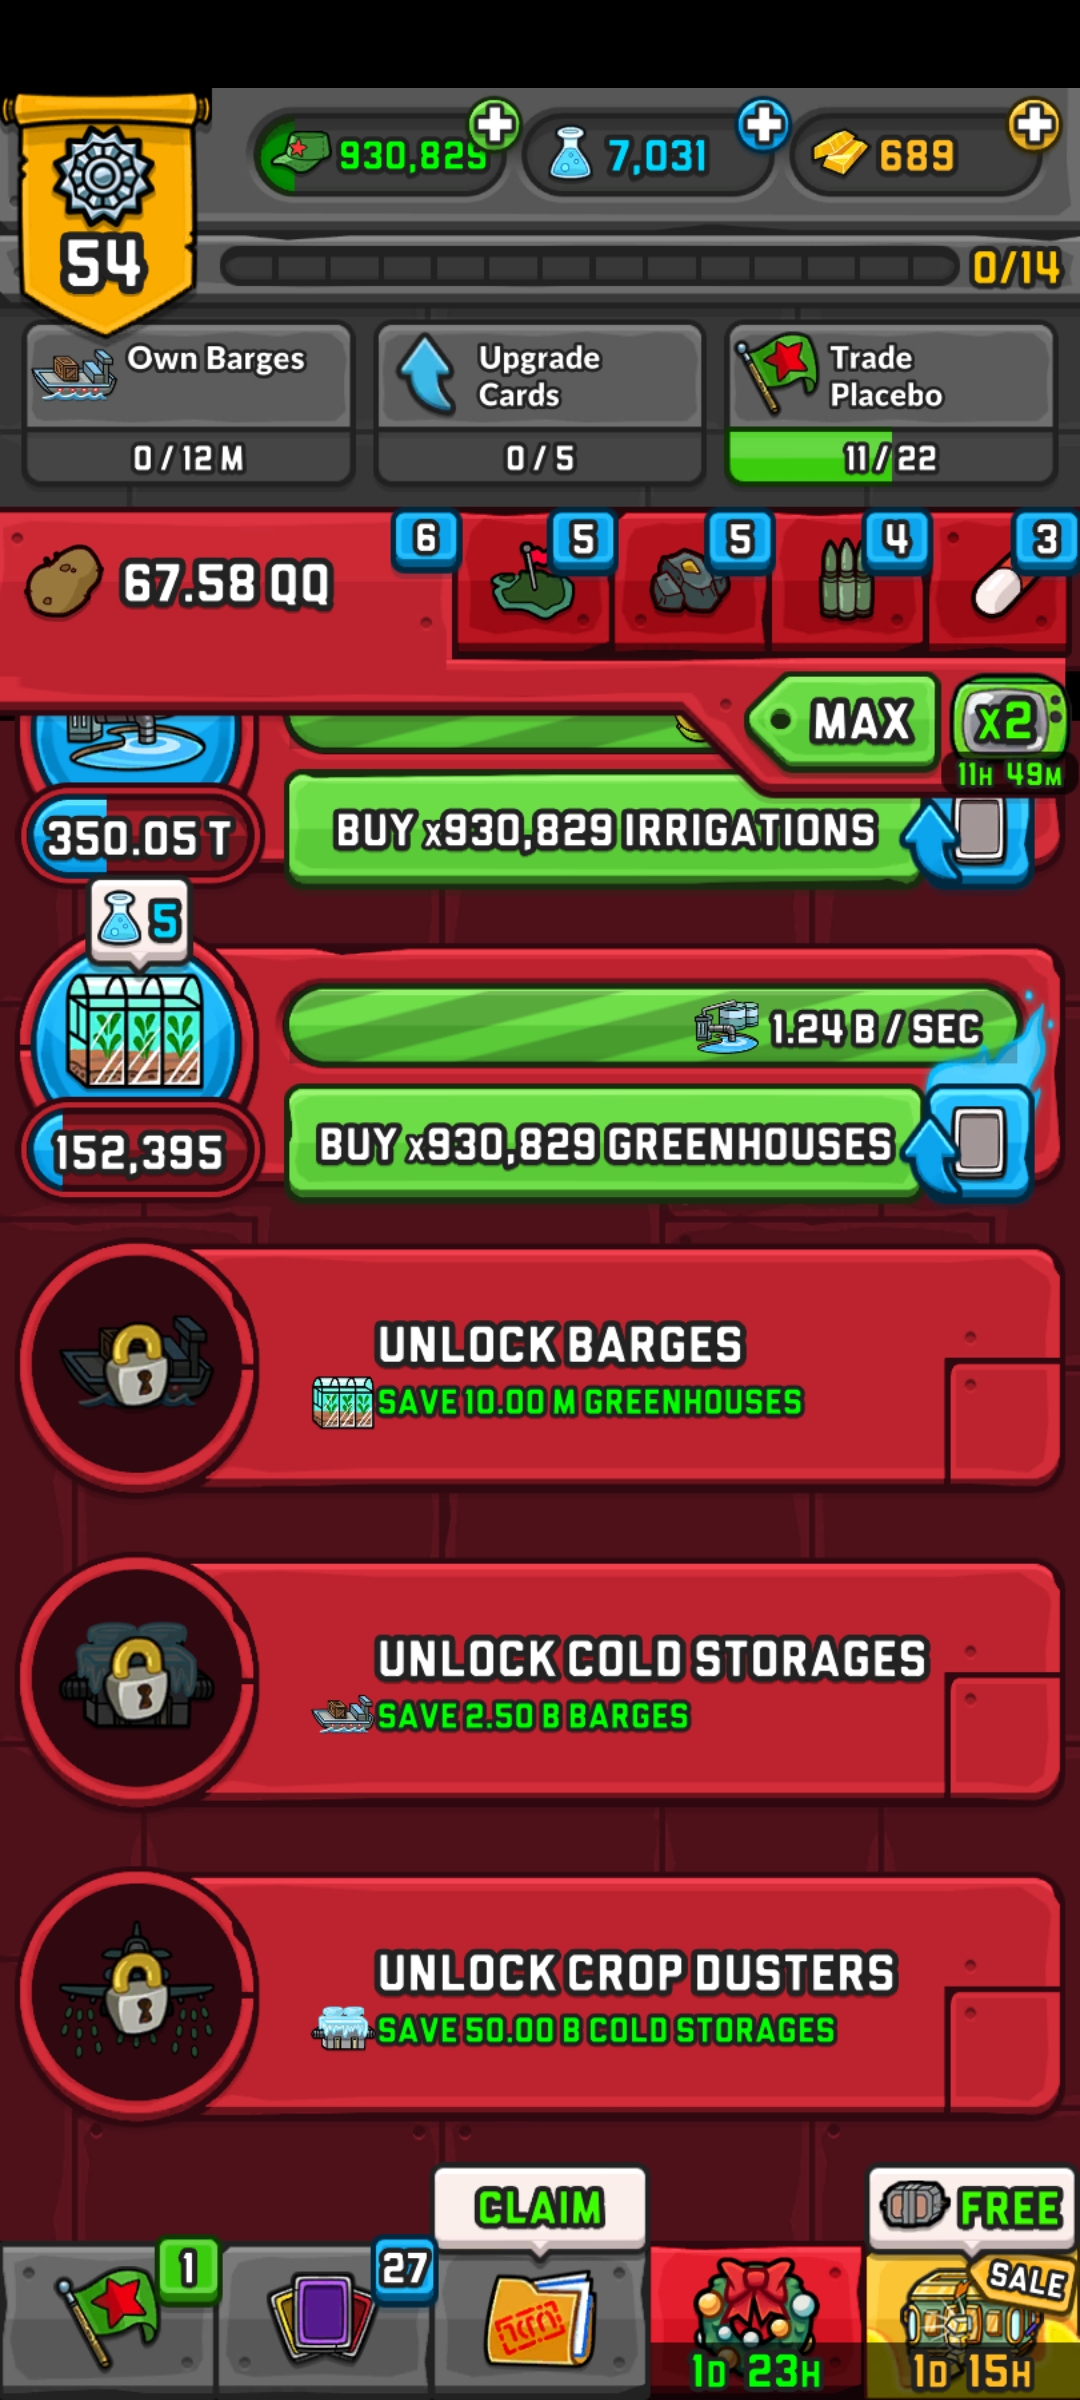 930,829
7,031
689
54
0/14
Own Barges
0 / 12 M
Upgrade
Cards
0 / 5
Trade
Placebo
11 / 22
67.58 QQ
6
5
5
4
3
MAX
x2
11H 49M
350.05 T
BUY x930,829 IRRIGATIONS
5
1.24 B / SEC
152,395
BUY x930,829 GREENHOUSES
UNLOCK BARGES
SAVE 10.00 M GREENHOUSES
UNLOCK COLD STORAGES
SAVE 2.50 B BARGES
UNLOCK CROP DUSTERS
SAVE 50.00 B COLD STORAGES
CLAIM
FREE
1
27
SALE
1D 23H
1D 15H